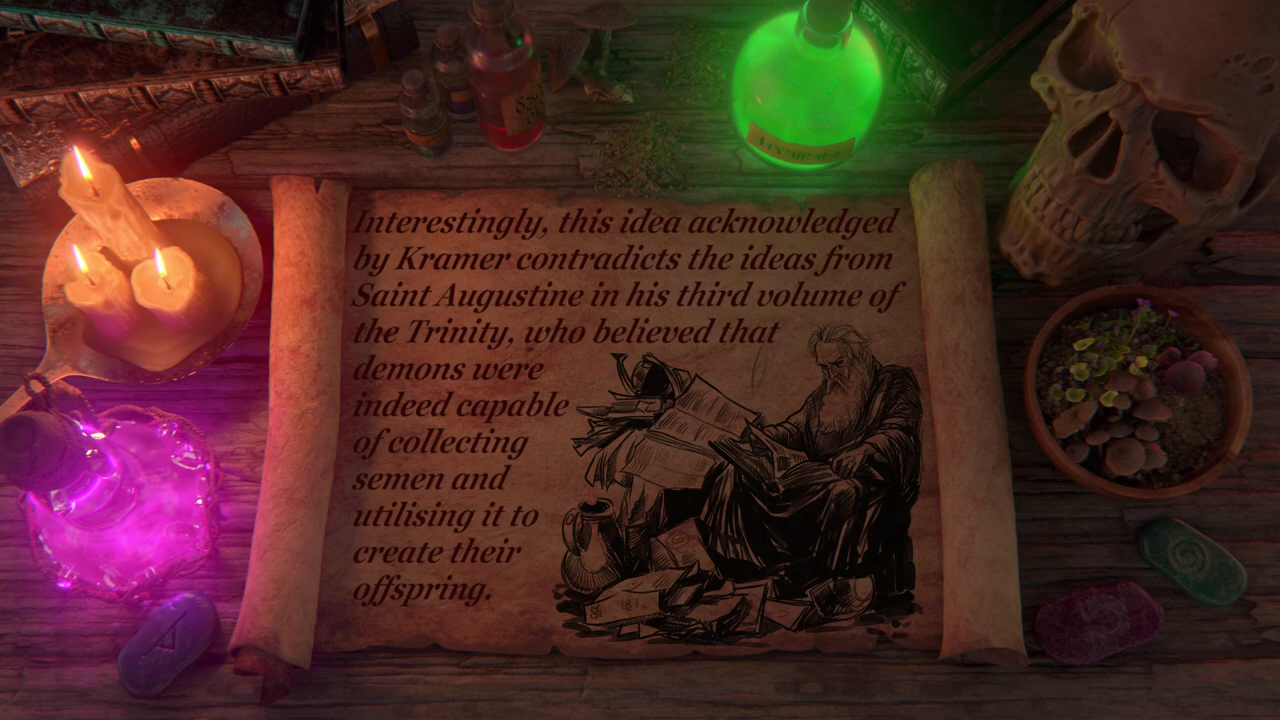 Interestingly, this idea acknowledged
by Kramer contradicts the ideas from
Saint Augustine in his third volume of
the Trinity, who believed that
demons were
indeed capable
of collecting
semen and
utilising it to
create their
offspring.